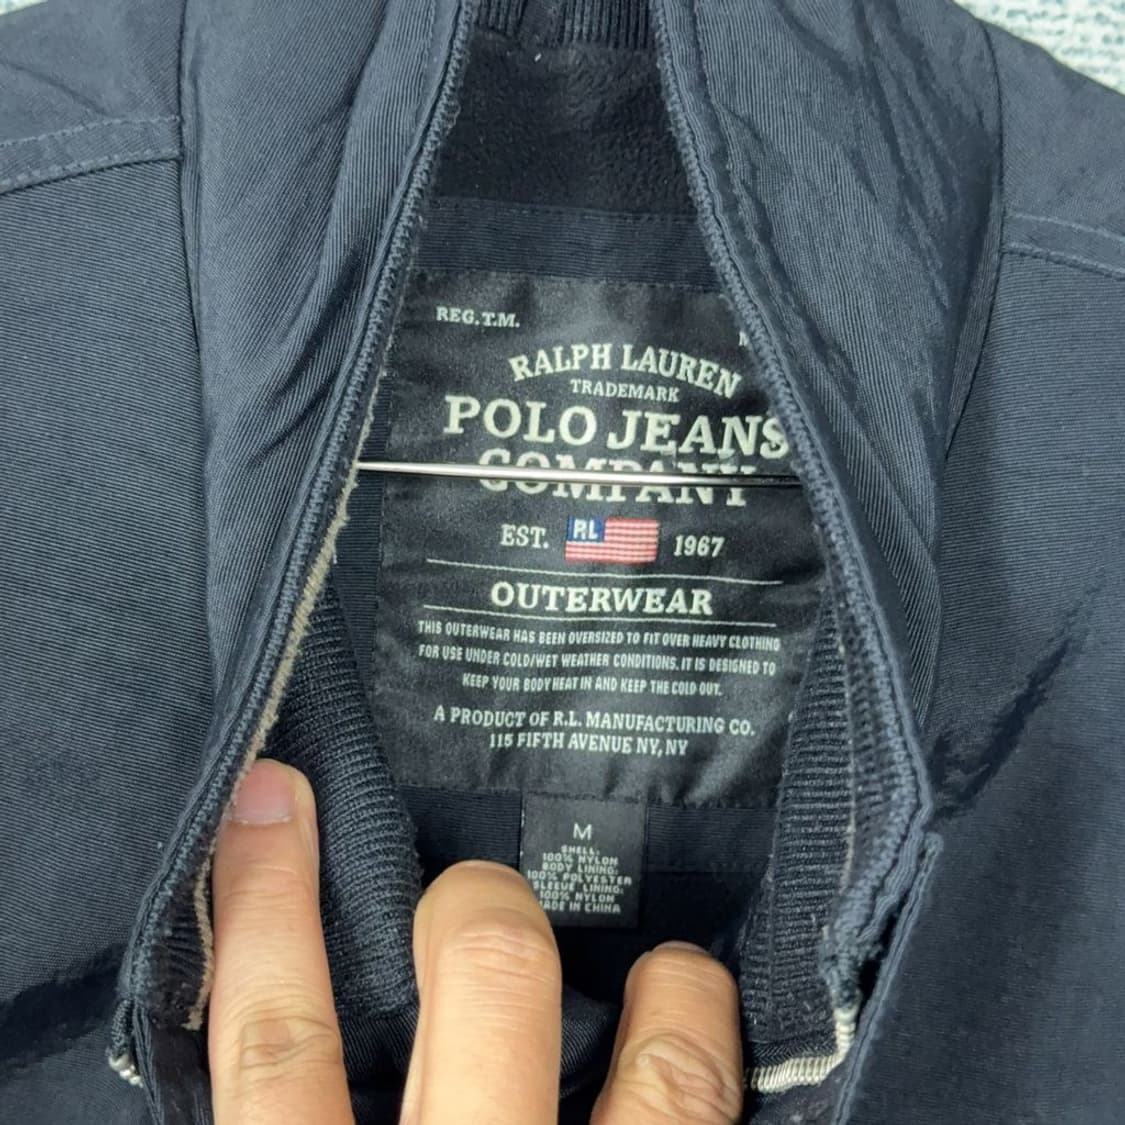 REG.T.M.
RALPH LAUREN
TRADEMARK
POLO JEANS
COMPANY
EST. RL 1967
OUTERWEAR
THIS OUTERWEAR HAS BEEN OVERSIZED TO FIT OVER HEAVY CLOTHING
FOR USE UNDER COLD/WET WEATHER CONDITIONS. IT IS DESIGNED TO
KEEP YOUR BODY HEAT IN AND KEEP THE COLD OUT.
A PRODUCT OF R.L. MANUFACTURING CO.
115 FIFTH AVENUE NY, NY
M
SHELL:
100% NYLON
BODY LINING:
100% POLYESTER
SLEEVE LINING:
100% NYLON
ADE IN CHINA